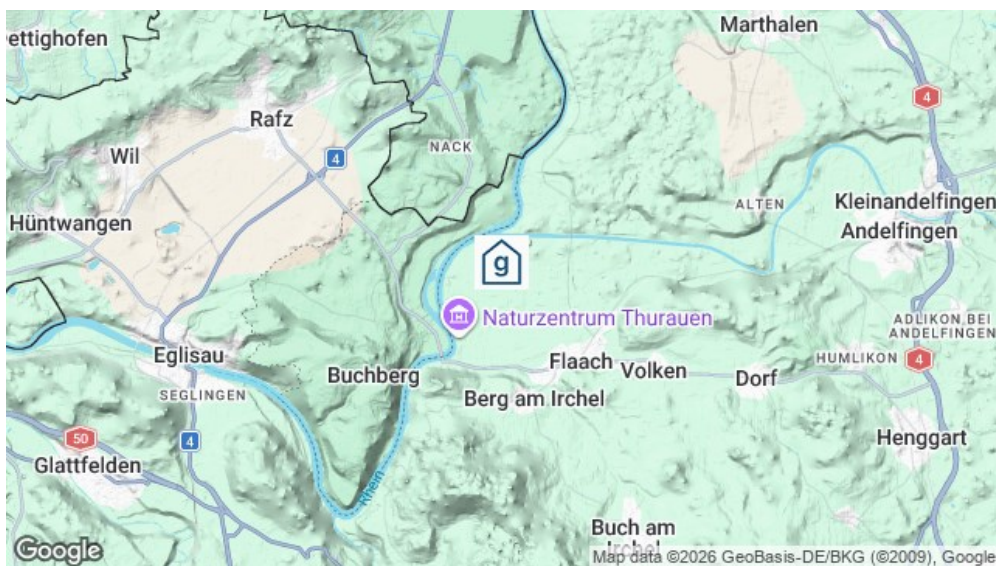 ettighofen
Marthalen
4
Rafz
Wil
4
NACK
Hüntwangen
ALTEN
Kleinandelfingen
Andelfingen
g
Naturzentrum Thurauen
ADLIKON BEI
ANDELFINGEN
Eglisau
SEGLINGEN
Buchberg
Flaach
Volken
Dorf
HUMLIKON
4
Berg am Irchel
50
4
Glattfelden
Henggart
Rhein
Buch am
Irchel
Google
Map data ©2026 GeoBasis-DE/BKG (©2009), Google